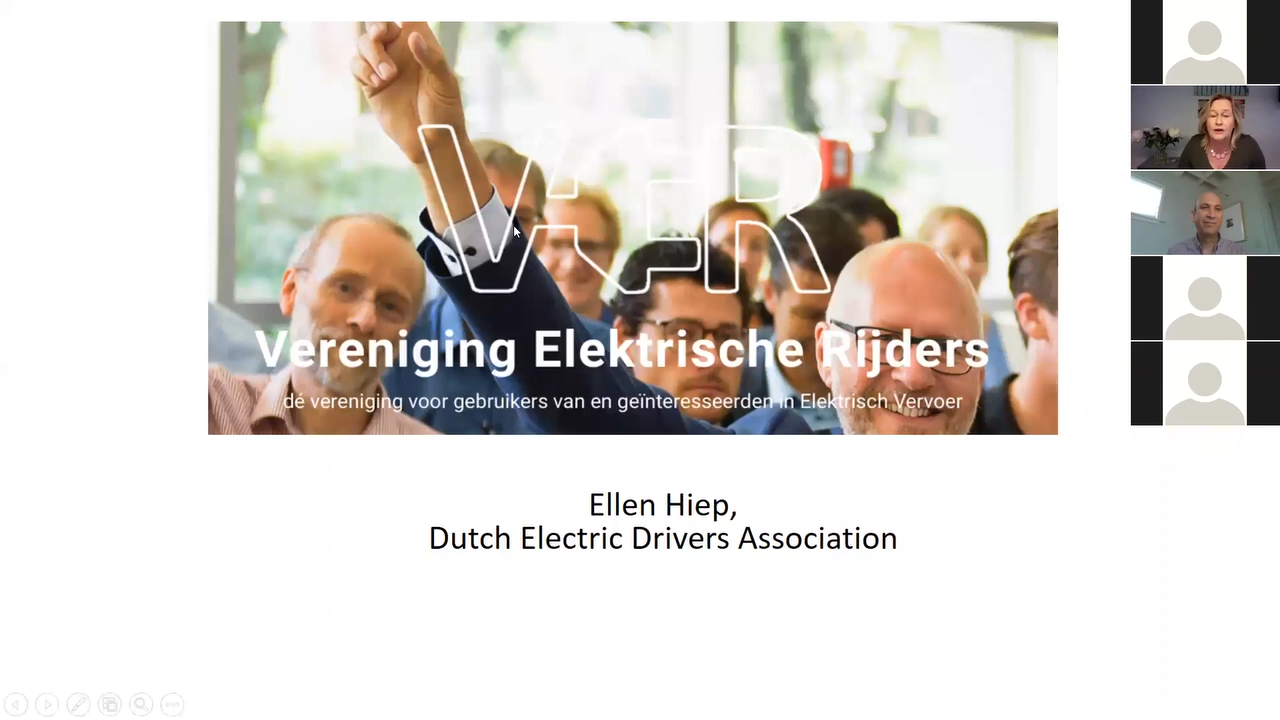 VER
Vereniging Elektrische Rijders
dé vereniging voor gebruikers van en geïnteresseerden in Elektrisch Vervoer
Ellen Hiep,
Dutch Electric Drivers Association